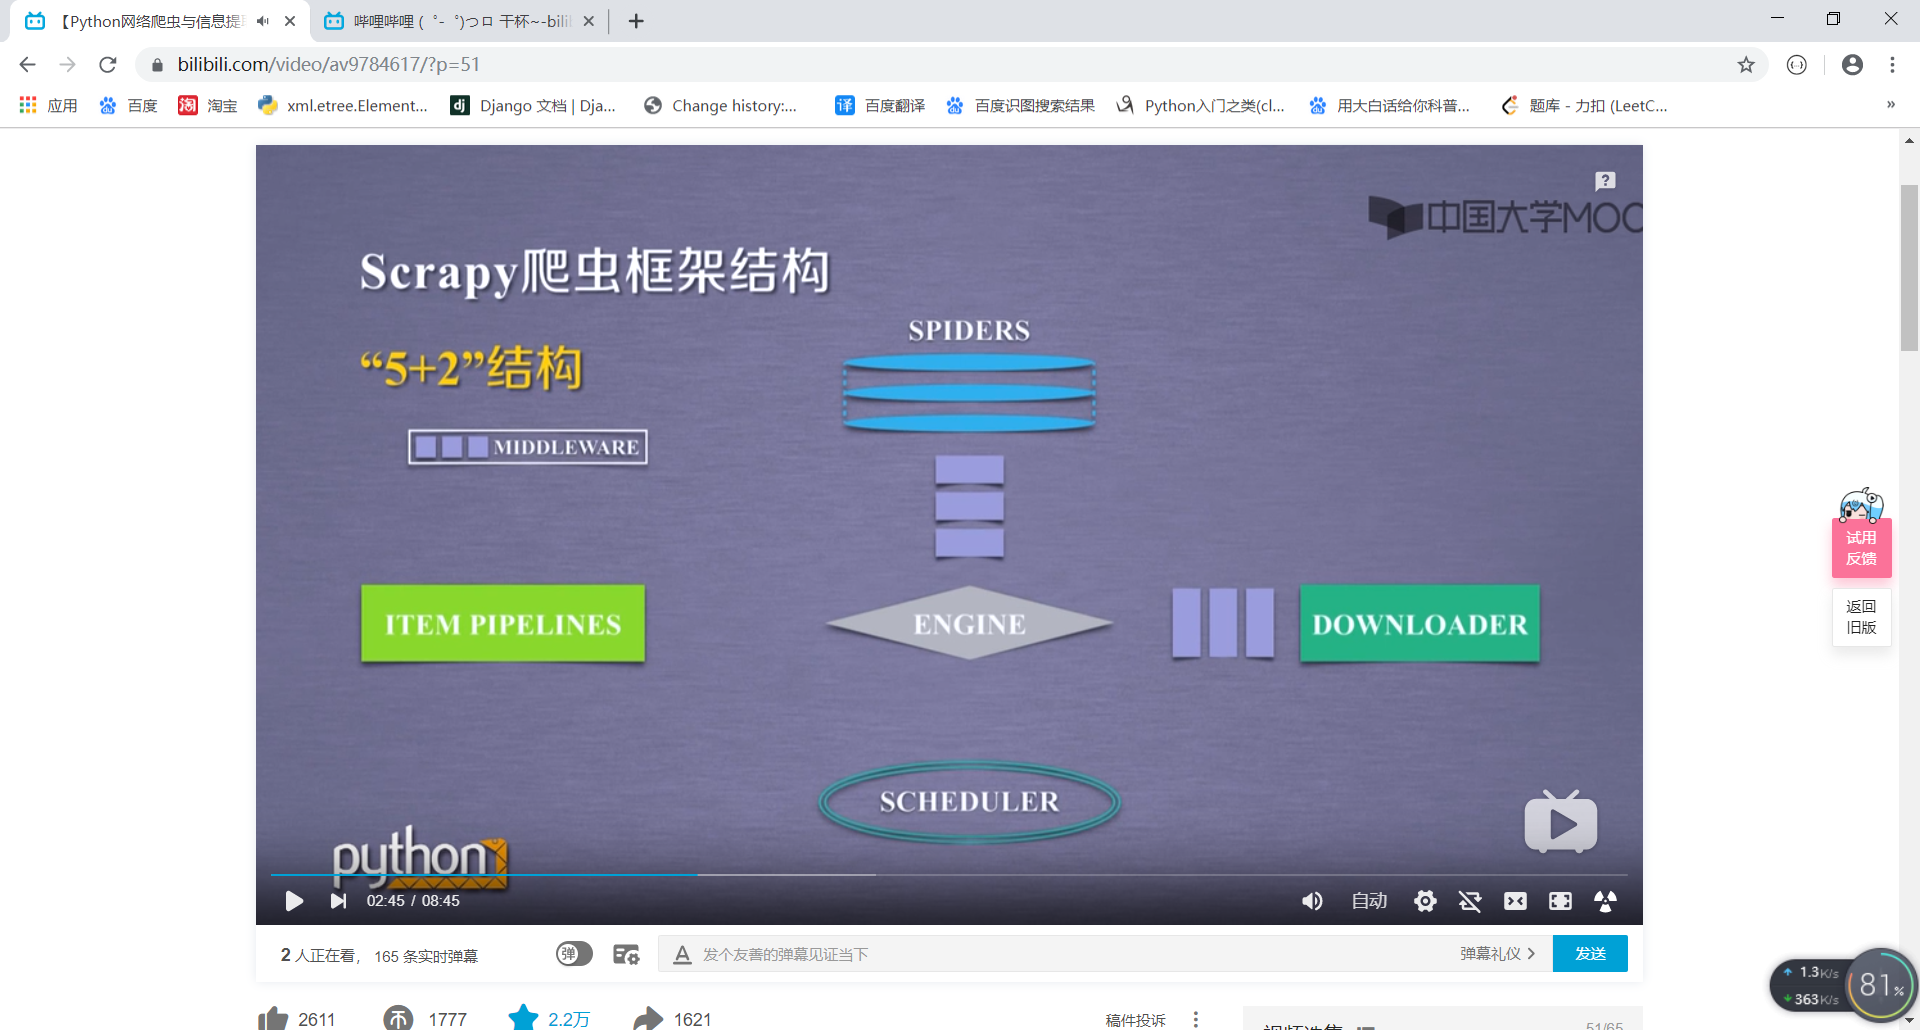 【Python网络爬虫与信息提
哔哩哔哩 (゜-゜)つロ 干杯~-bili
bilibili.com/video/av9784617/?p=51
应用
百度
淘宝
xml.etree.Element...
Django 文档 | Dja...
Change history:...
百度翻译
百度识图搜索结果
Python入门之类(cl...
用大白话给你科普...
题库 - 力扣 (LeetC...
中国大学MOC
Scrapy爬虫框架结构
“5+2”结构
MIDDLEWARE
SPIDERS
ITEM PIPELINES
ENGINE
DOWNLOADER
SCHEDULER
python
02:45 / 08:45
自动
试用
反馈
返回
旧版
2 人正在看, 165 条实时弹幕
弹
发个友善的弹幕见证当下
弹幕礼仪
发送
2611
1777
2.2万
1621
稿件投诉
视频选集
51/65
1.3K/s
363K/s
81%